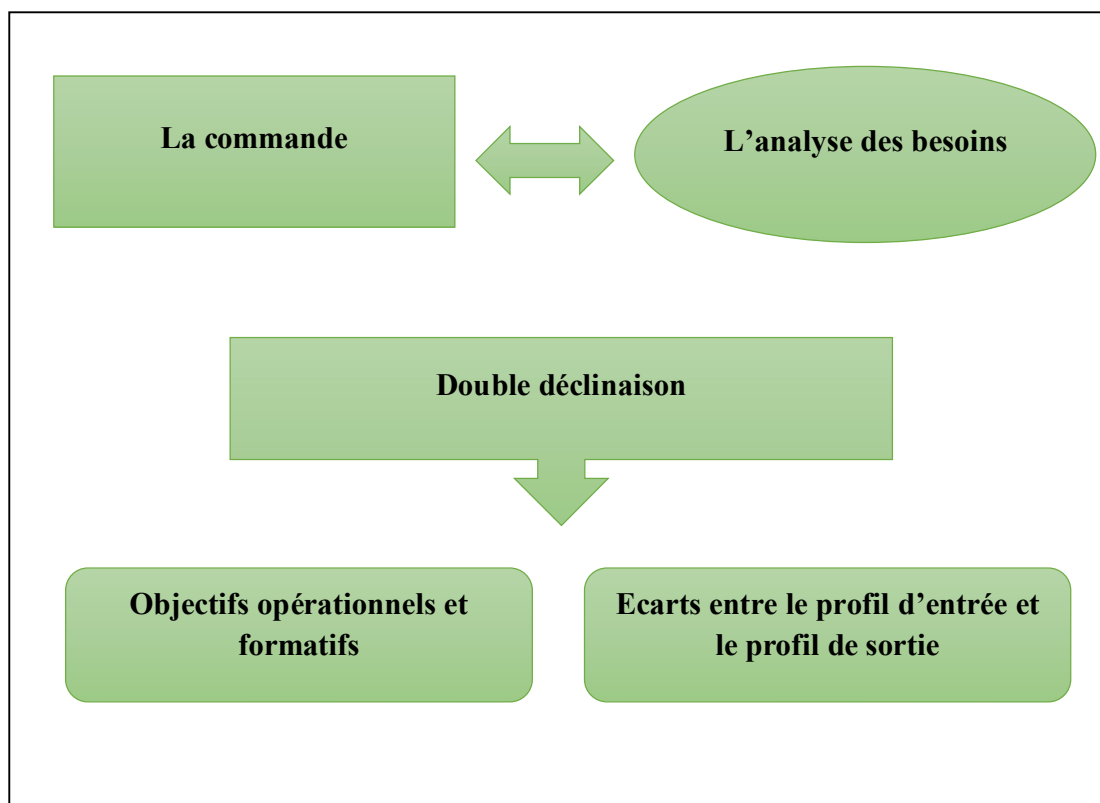 La commande
L’analyse des besoins
Double déclinaison
Objectifs opérationnels et
formatifs
Ecarts entre le profil d’entrée et
le profil de sortie